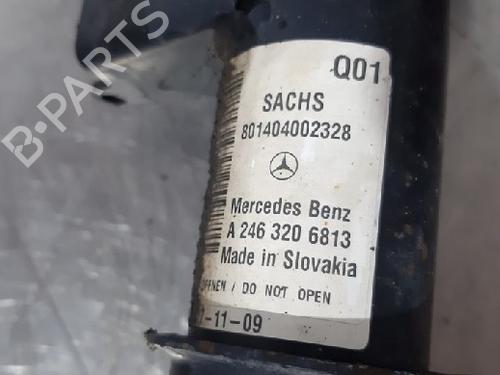 Q01
SACHS
801404002328
Mercedes Benz
A 246 320 6813
Made in Slovakia
/ DO NOT OPEN
-11-09
B-PARTS